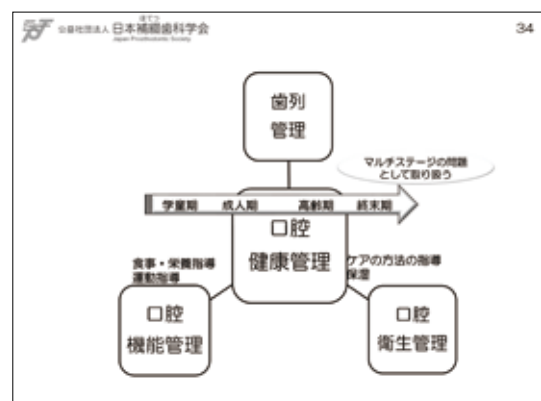 ほてつ
公益社団法人 日本補綴歯科学会
Japan Prosthodontic Society
34
歯列
管理
マルチステージの問題
として取り扱う
学童期 成人期 高齢期 終末期
口腔
健康管理
食事・栄養指導
運動指導
ケアの方法の指導
保湿
口腔
機能管理
口腔
衛生管理